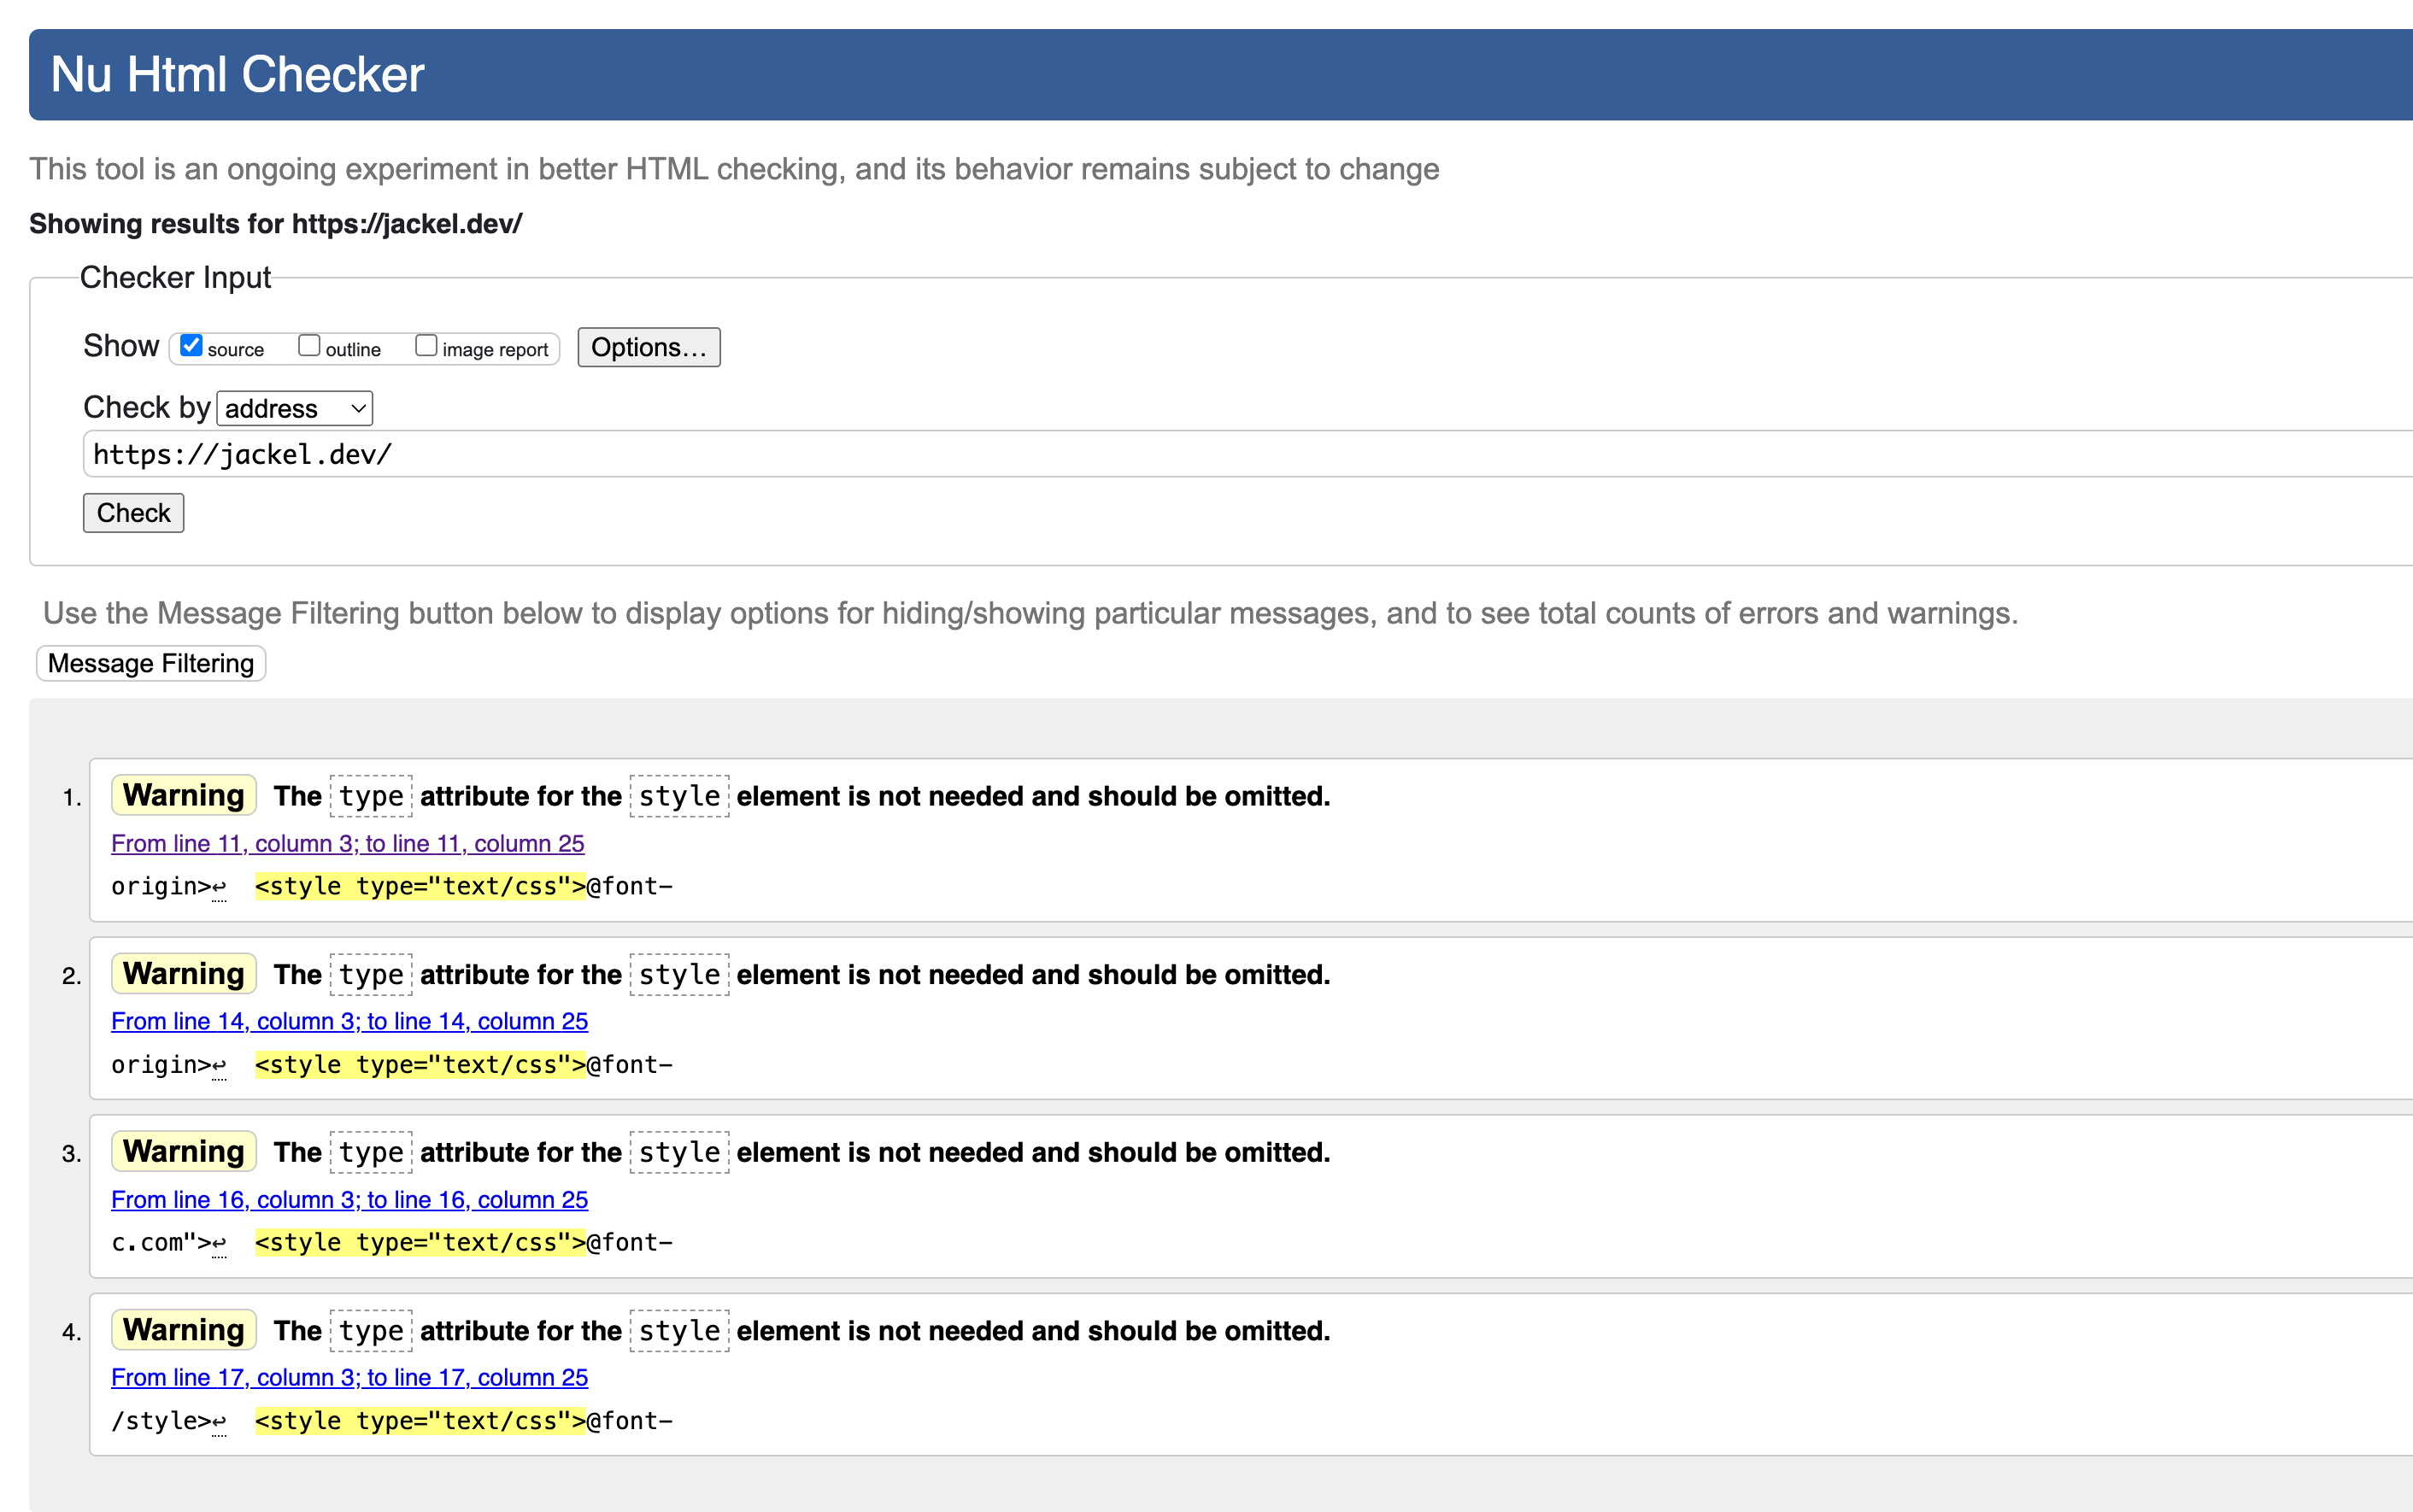 Nu Html Checker
This tool is an ongoing experiment in better HTML checking, and its behavior remains subject to change
Showing results for https://jackel.dev/
Checker Input
Show source outline image report Options...
Check by address
https://jackel.dev/
Check
Use the Message Filtering button below to display options for hiding/showing particular messages, and to see total counts of errors and warnings.
Message Filtering
1. Warning The type attribute for the style element is not needed and should be omitted.
From line 11, column 3; to line 11, column 25
origin>↩ <style type="text/css">@font-
2. Warning The type attribute for the style element is not needed and should be omitted.
From line 14, column 3; to line 14, column 25
origin>↩ <style type="text/css">@font-
3. Warning The type attribute for the style element is not needed and should be omitted.
From line 16, column 3; to line 16, column 25
c.com">↩ <style type="text/css">@font-
4. Warning The type attribute for the style element is not needed and should be omitted.
From line 17, column 3; to line 17, column 25
/style>↩ <style type="text/css">@font-